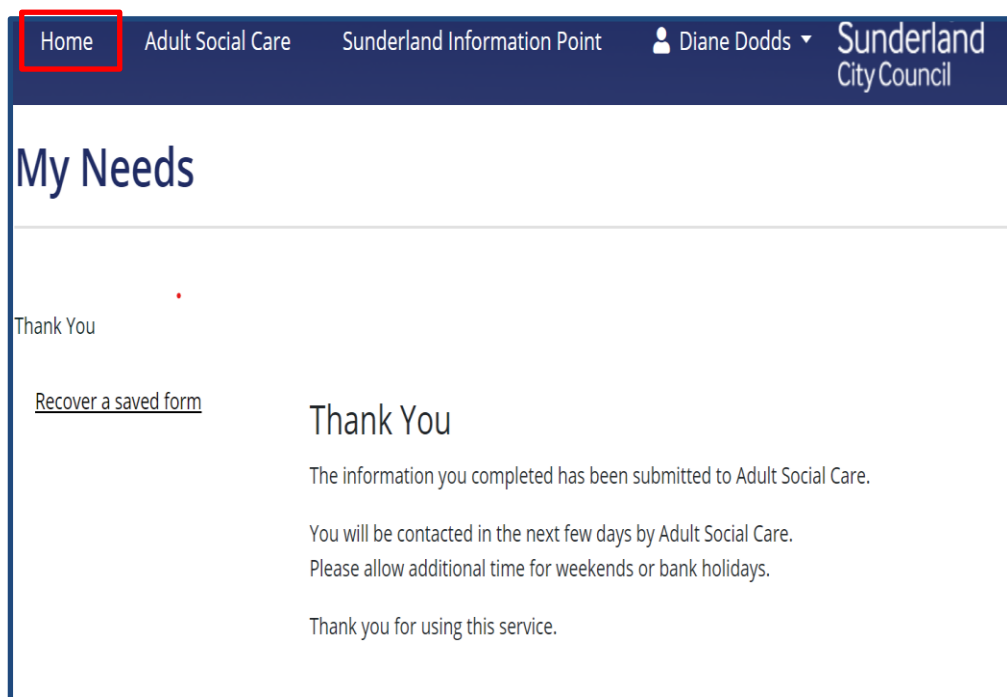 Home Adult Social Care Sunderland Information Point Diane Dodds Sunderland
City Council
My Needs
Thank You
Recover a saved form
Thank You
The information you completed has been submitted to Adult Social Care.
You will be contacted in the next few days by Adult Social Care.
Please allow additional time for weekends or bank holidays.
Thank you for using this service.